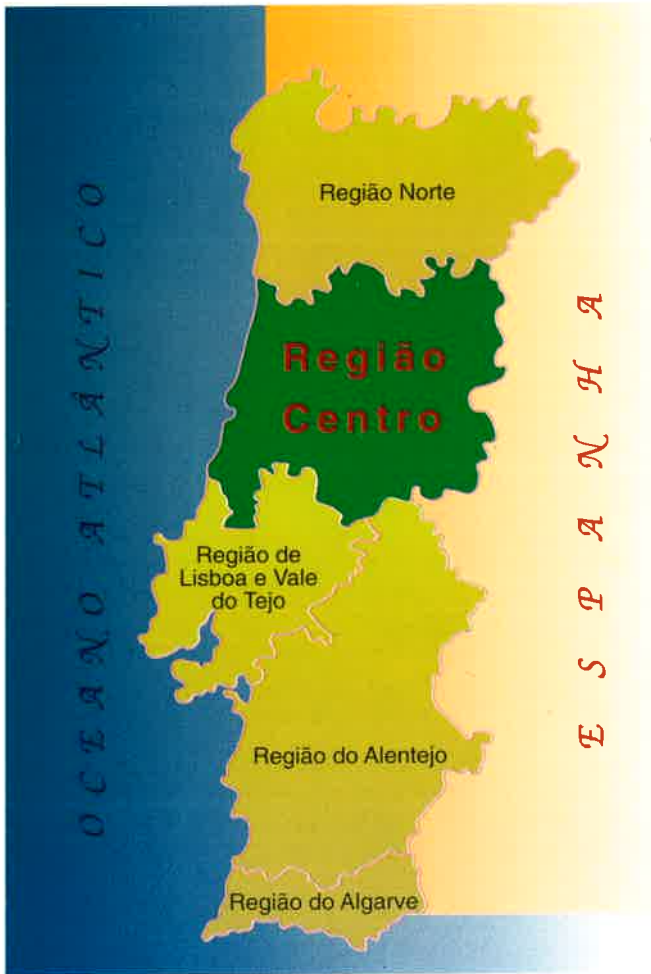 Região Norte
OCEANO ATLÂNTICO
ESPANHA
Região
Centro
Região de
Lisboa e Vale
do Tejo
Região do Alentejo
Região do Algarve